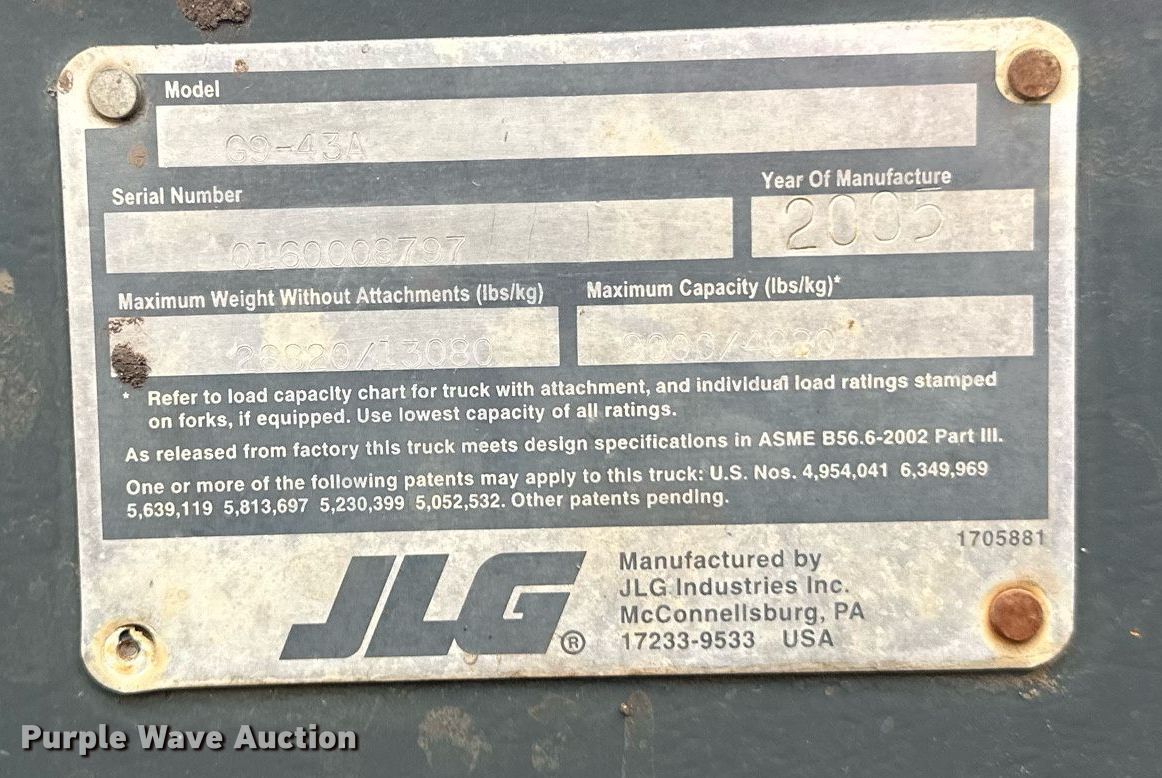 Model
G9-43A
Serial Number
Year Of Manufacture
0160008797
2005
Maximum Weight Without Attachments (lbs/kg)
Maximum Capacity (lbs/kg)*
/13080
* Refer to load capacity chart for truck with attachment, and individual load ratings stamped
on forks, if equipped. Use lowest capacity of all ratings.
As released from factory this truck meets design specifications in ASME B56.6-2002 Part III.
One or more of the following patents may apply to this truck: U.S. Nos. 4,954,041 6,349,969
5,639,119 5,813,697 5,230,399 5,052,532. Other patents pending.
1705881
JLG®
Manufactured by
JLG Industries Inc.
McConnellsburg, PA
17233-9533 USA
Purple Wave Auction